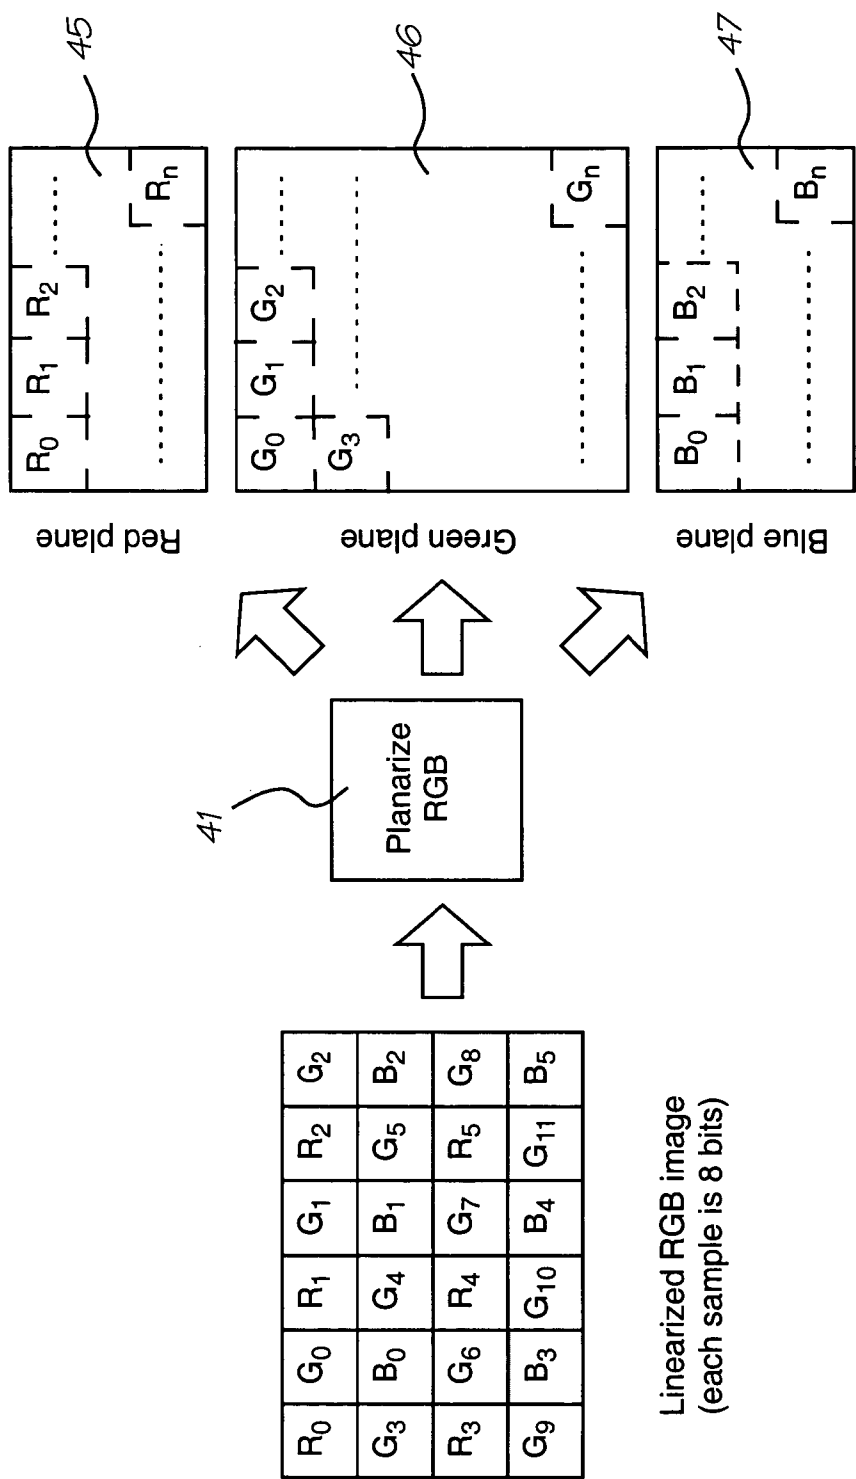 R0 G0 R1 G1 R2 G2
G3 B0 G4 B1 G5 B2
R3 G6 R4 G7 R5 G8
G9 B3 G10 B4 G11 B5
Linearized RGB image
(each sample is 8 bits)
41
Planarize
RGB
Red plane
R0 R1 R2 ......
.............. Rn
45
Green plane
G0 G1 G2 ......
G3 ..............
.............. Gn
46
Blue plane
B0 B1 B2 ......
.............. Bn
47